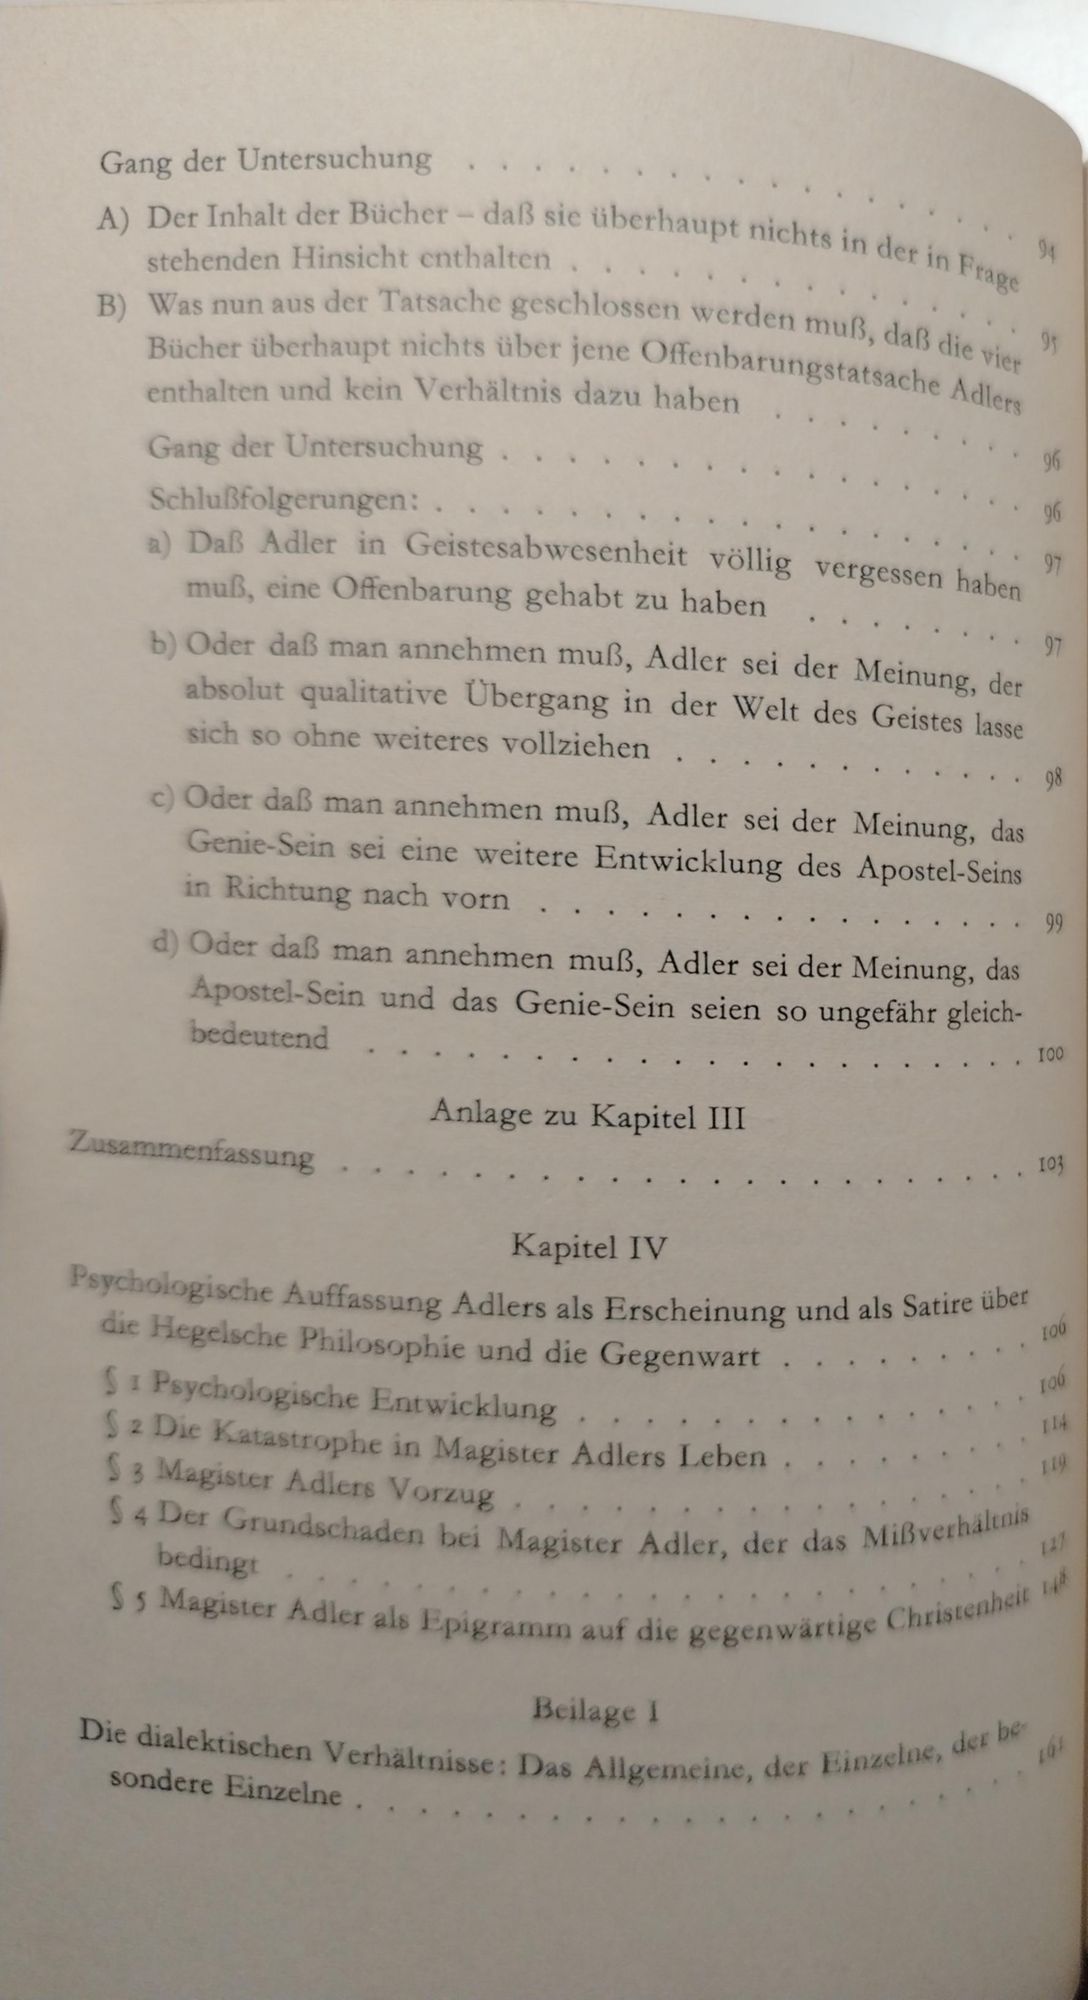 Gang der Untersuchung . . . . . . . . . . . . . . . . 94
A) Der Inhalt der Bücher – daß sie überhaupt nichts in der in Frage
stehenden Hinsicht enthalten . . . . . . . . . . . . . 95
B) Was nun aus der Tatsache geschlossen werden muß, daß die vier
Bücher überhaupt nichts über jene Offenbarungstatsache Adlers
enthalten und kein Verhältnis dazu haben . . . . . . . . 96
Gang der Untersuchung . . . . . . . . . . . . . . . . 96
Schlußfolgerungen: . . . . . . . . . . . . . . . . . . 97
a) Daß Adler in Geistesabwesenheit völlig vergessen haben
muß, eine Offenbarung gehabt zu haben . . . . . . . 97
b) Oder daß man annehmen muß, Adler sei der Meinung, der
absolut qualitative Übergang in der Welt des Geistes lasse
sich so ohne weiteres vollziehen . . . . . . . . . . . 98
c) Oder daß man annehmen muß, Adler sei der Meinung, das
Genie-Sein sei eine weitere Entwicklung des Apostel-Seins
in Richtung nach vorn . . . . . . . . . . . . . . . 99
d) Oder daß man annehmen muß, Adler sei der Meinung, das
Apostel-Sein und das Genie-Sein seien so ungefähr gleich-
bedeutend . . . . . . . . . . . . . . . . . . . . 100
Anlage zu Kapitel III
Zusammenfassung . . . . . . . . . . . . . . . . . . . . . 103
Kapitel IV
Psychologische Auffassung Adlers als Erscheinung und als Satire über
die Hegelsche Philosophie und die Gegenwart . . . . . . . . 106
§ 1 Psychologische Entwicklung . . . . . . . . . . . . . . 106
§ 2 Die Katastrophe in Magister Adlers Leben . . . . . . . . 114
§ 3 Magister Adlers Vorzug . . . . . . . . . . . . . . . . 119
§ 4 Der Grundschaden bei Magister Adler, der das Mißverhältnis
bedingt . . . . . . . . . . . . . . . . . . . . . . . 127
§ 5 Magister Adler als Epigramm auf die gegenwärtige Christenheit 148
Beilage I
Die dialektischen Verhältnisse: Das Allgemeine, der Einzelne, der be-
sondere Einzelne . . . . . . . . . . . . . . . . . . . . 161